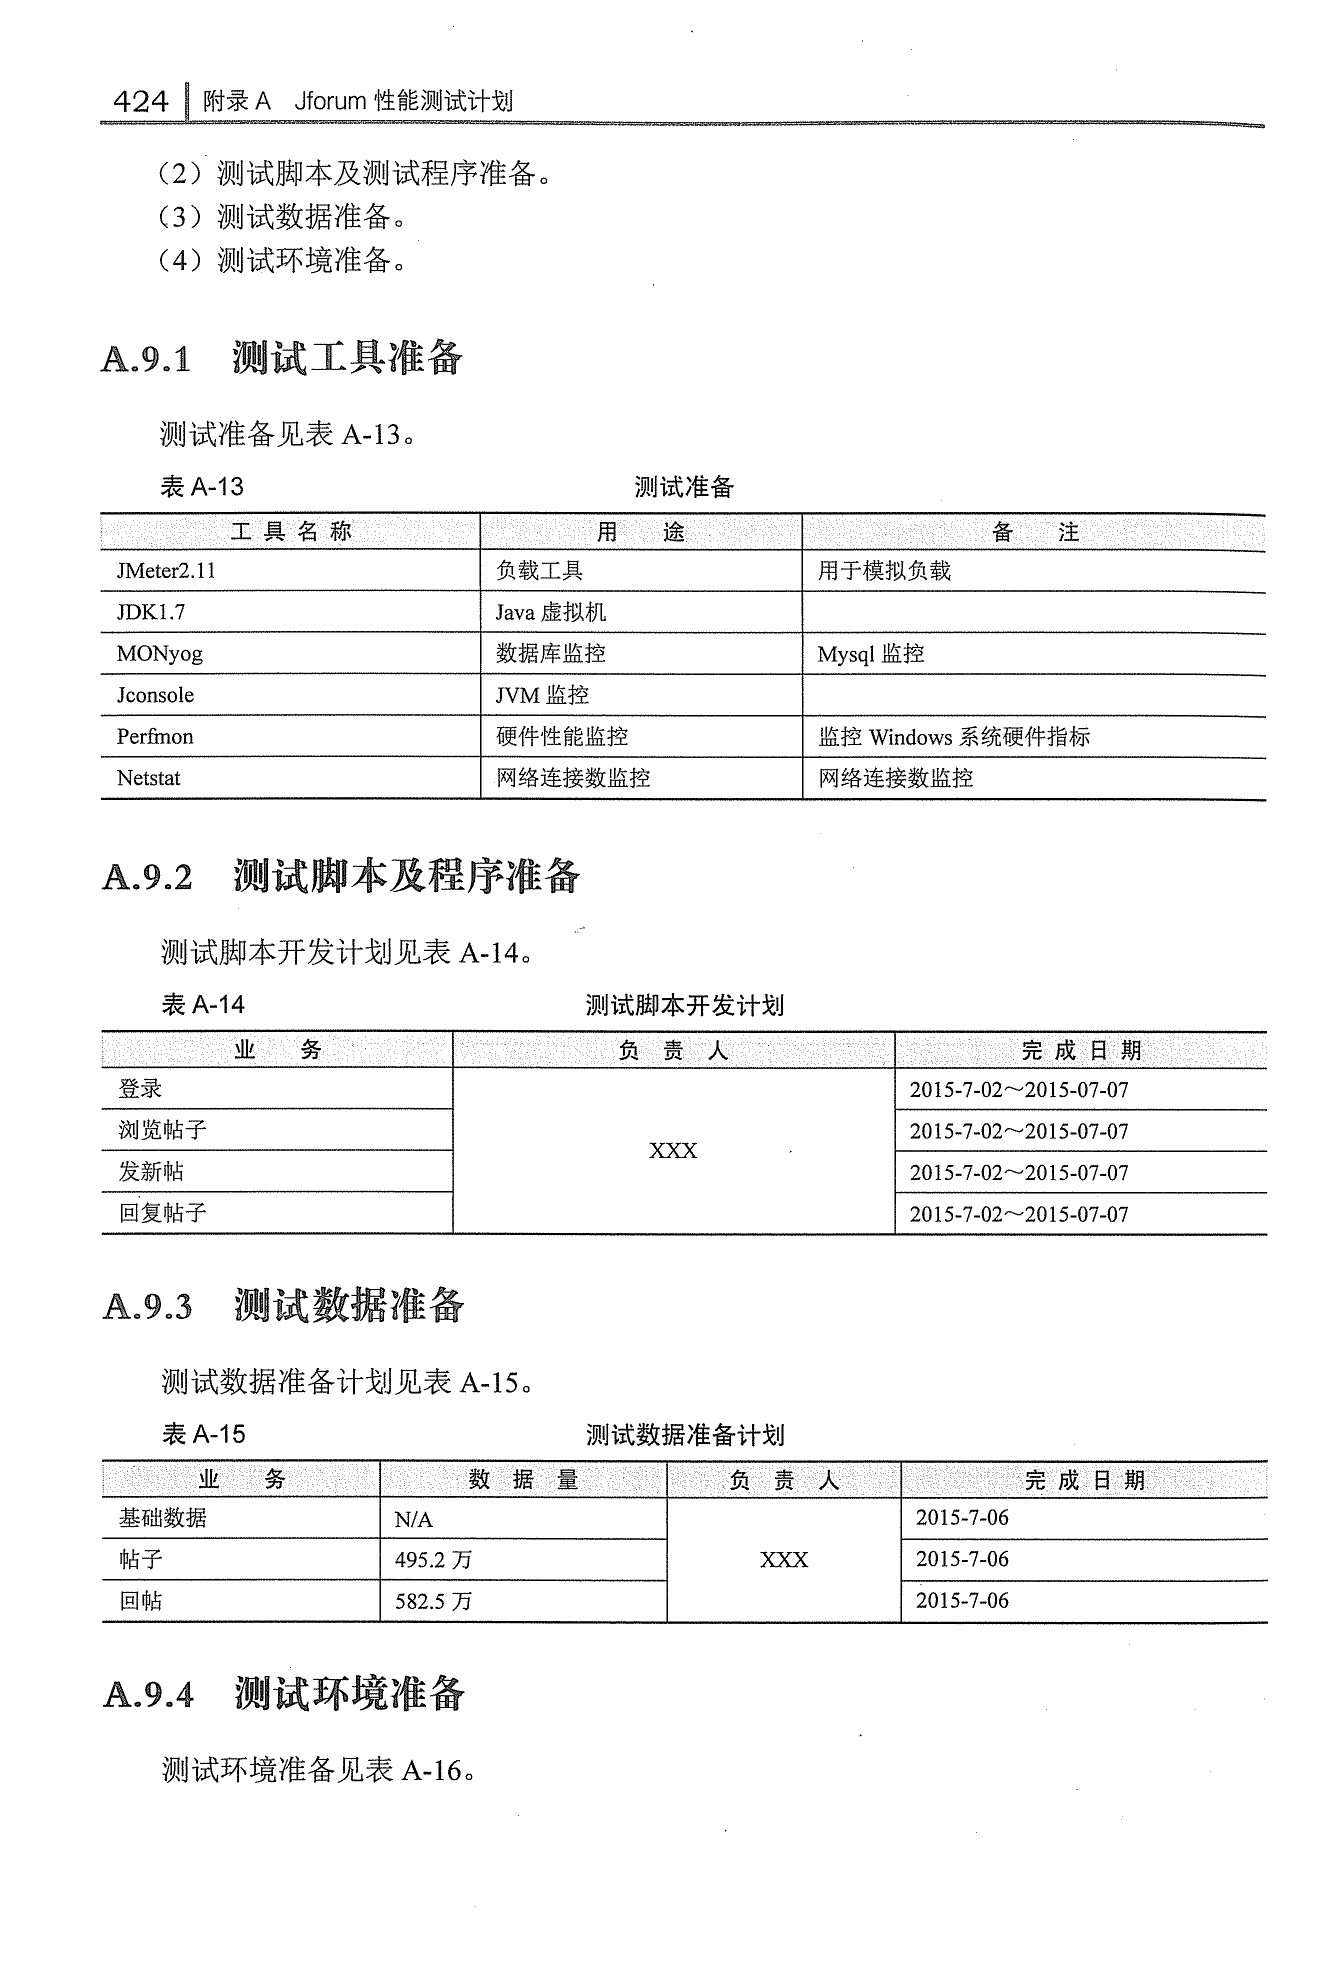 424 附录 A Jforum 性能测试计划
（2）测试脚本及测试程序准备。
（3）测试数据准备。
（4）测试环境准备。
A.9.1 测试工具准备
测试准备见表 A-13。
表 A-13 测试准备
工具名称 用途 备注
JMeter2.11 负载工具 用于模拟负载
JDK1.7 Java 虚拟机
MONyog 数据库监控 Mysql 监控
Jconsole JVM 监控
Perfmon 硬件性能监控 监控 Windows 系统硬件指标
Netstat 网络连接数监控 网络连接数监控
A.9.2 测试脚本及程序准备
测试脚本开发计划见表 A-14。
表 A-14 测试脚本开发计划
业务 负责人 完成日期
登录 2015-7-02～2015-07-07
浏览帖子 2015-7-02～2015-07-07
XXX
发新帖 2015-7-02～2015-07-07
回复帖子 2015-7-02～2015-07-07
A.9.3 测试数据准备
测试数据准备计划见表 A-15。
表 A-15 测试数据准备计划
业务 数据量 负责人 完成日期
基础数据 N/A 2015-7-06
帖子 495.2 万 XXX 2015-7-06
回帖 582.5 万 2015-7-06
A.9.4 测试环境准备
测试环境准备见表 A-16。